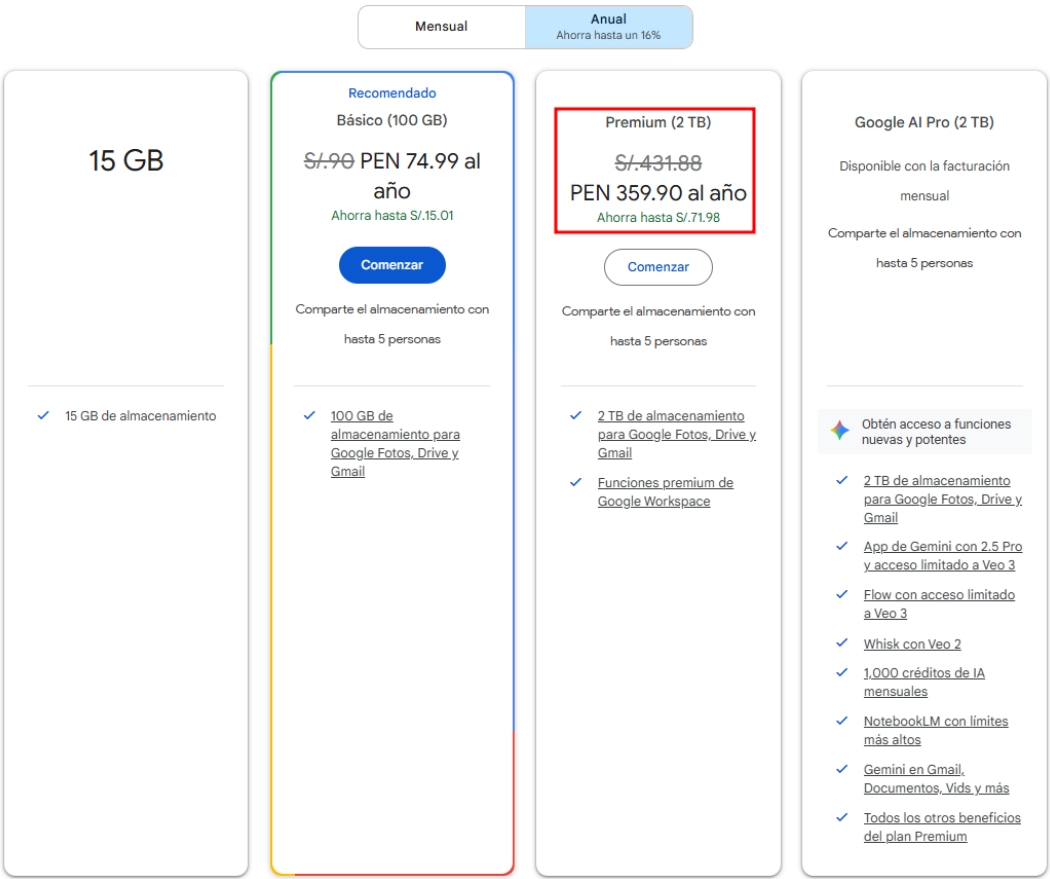 Mensual
Anual
Ahorra hasta un 16%
15 GB
15 GB de almacenamiento
Recomendado
Básico (100 GB)
S/.90 PEN 74.99 al
año
Ahorra hasta S/.15.01
Comenzar
Comparte el almacenamiento con
hasta 5 personas
100 GB de
almacenamiento para
Google Fotos, Drive y
Gmail
Premium (2 TB)
S/.431.88
PEN 359.90 al año
Ahorra hasta S/.71.98
Comenzar
Comparte el almacenamiento con
hasta 5 personas
2 TB de almacenamiento
para Google Fotos, Drive y
Gmail
Funciones premium de
Google Workspace
Google AI Pro (2 TB)
Disponible con la facturación
mensual
Comparte el almacenamiento con
hasta 5 personas
Obtén acceso a funciones
nuevas y potentes
2 TB de almacenamiento
para Google Fotos, Drive y
Gmail
App de Gemini con 2.5 Pro
y acceso limitado a Veo 3
Flow con acceso limitado
a Veo 3
Whisk con Veo 2
1,000 créditos de IA
mensuales
NotebookLM con límites
más altos
Gemini en Gmail,
Documentos, Vids y más
Todos los otros beneficios
del plan Premium